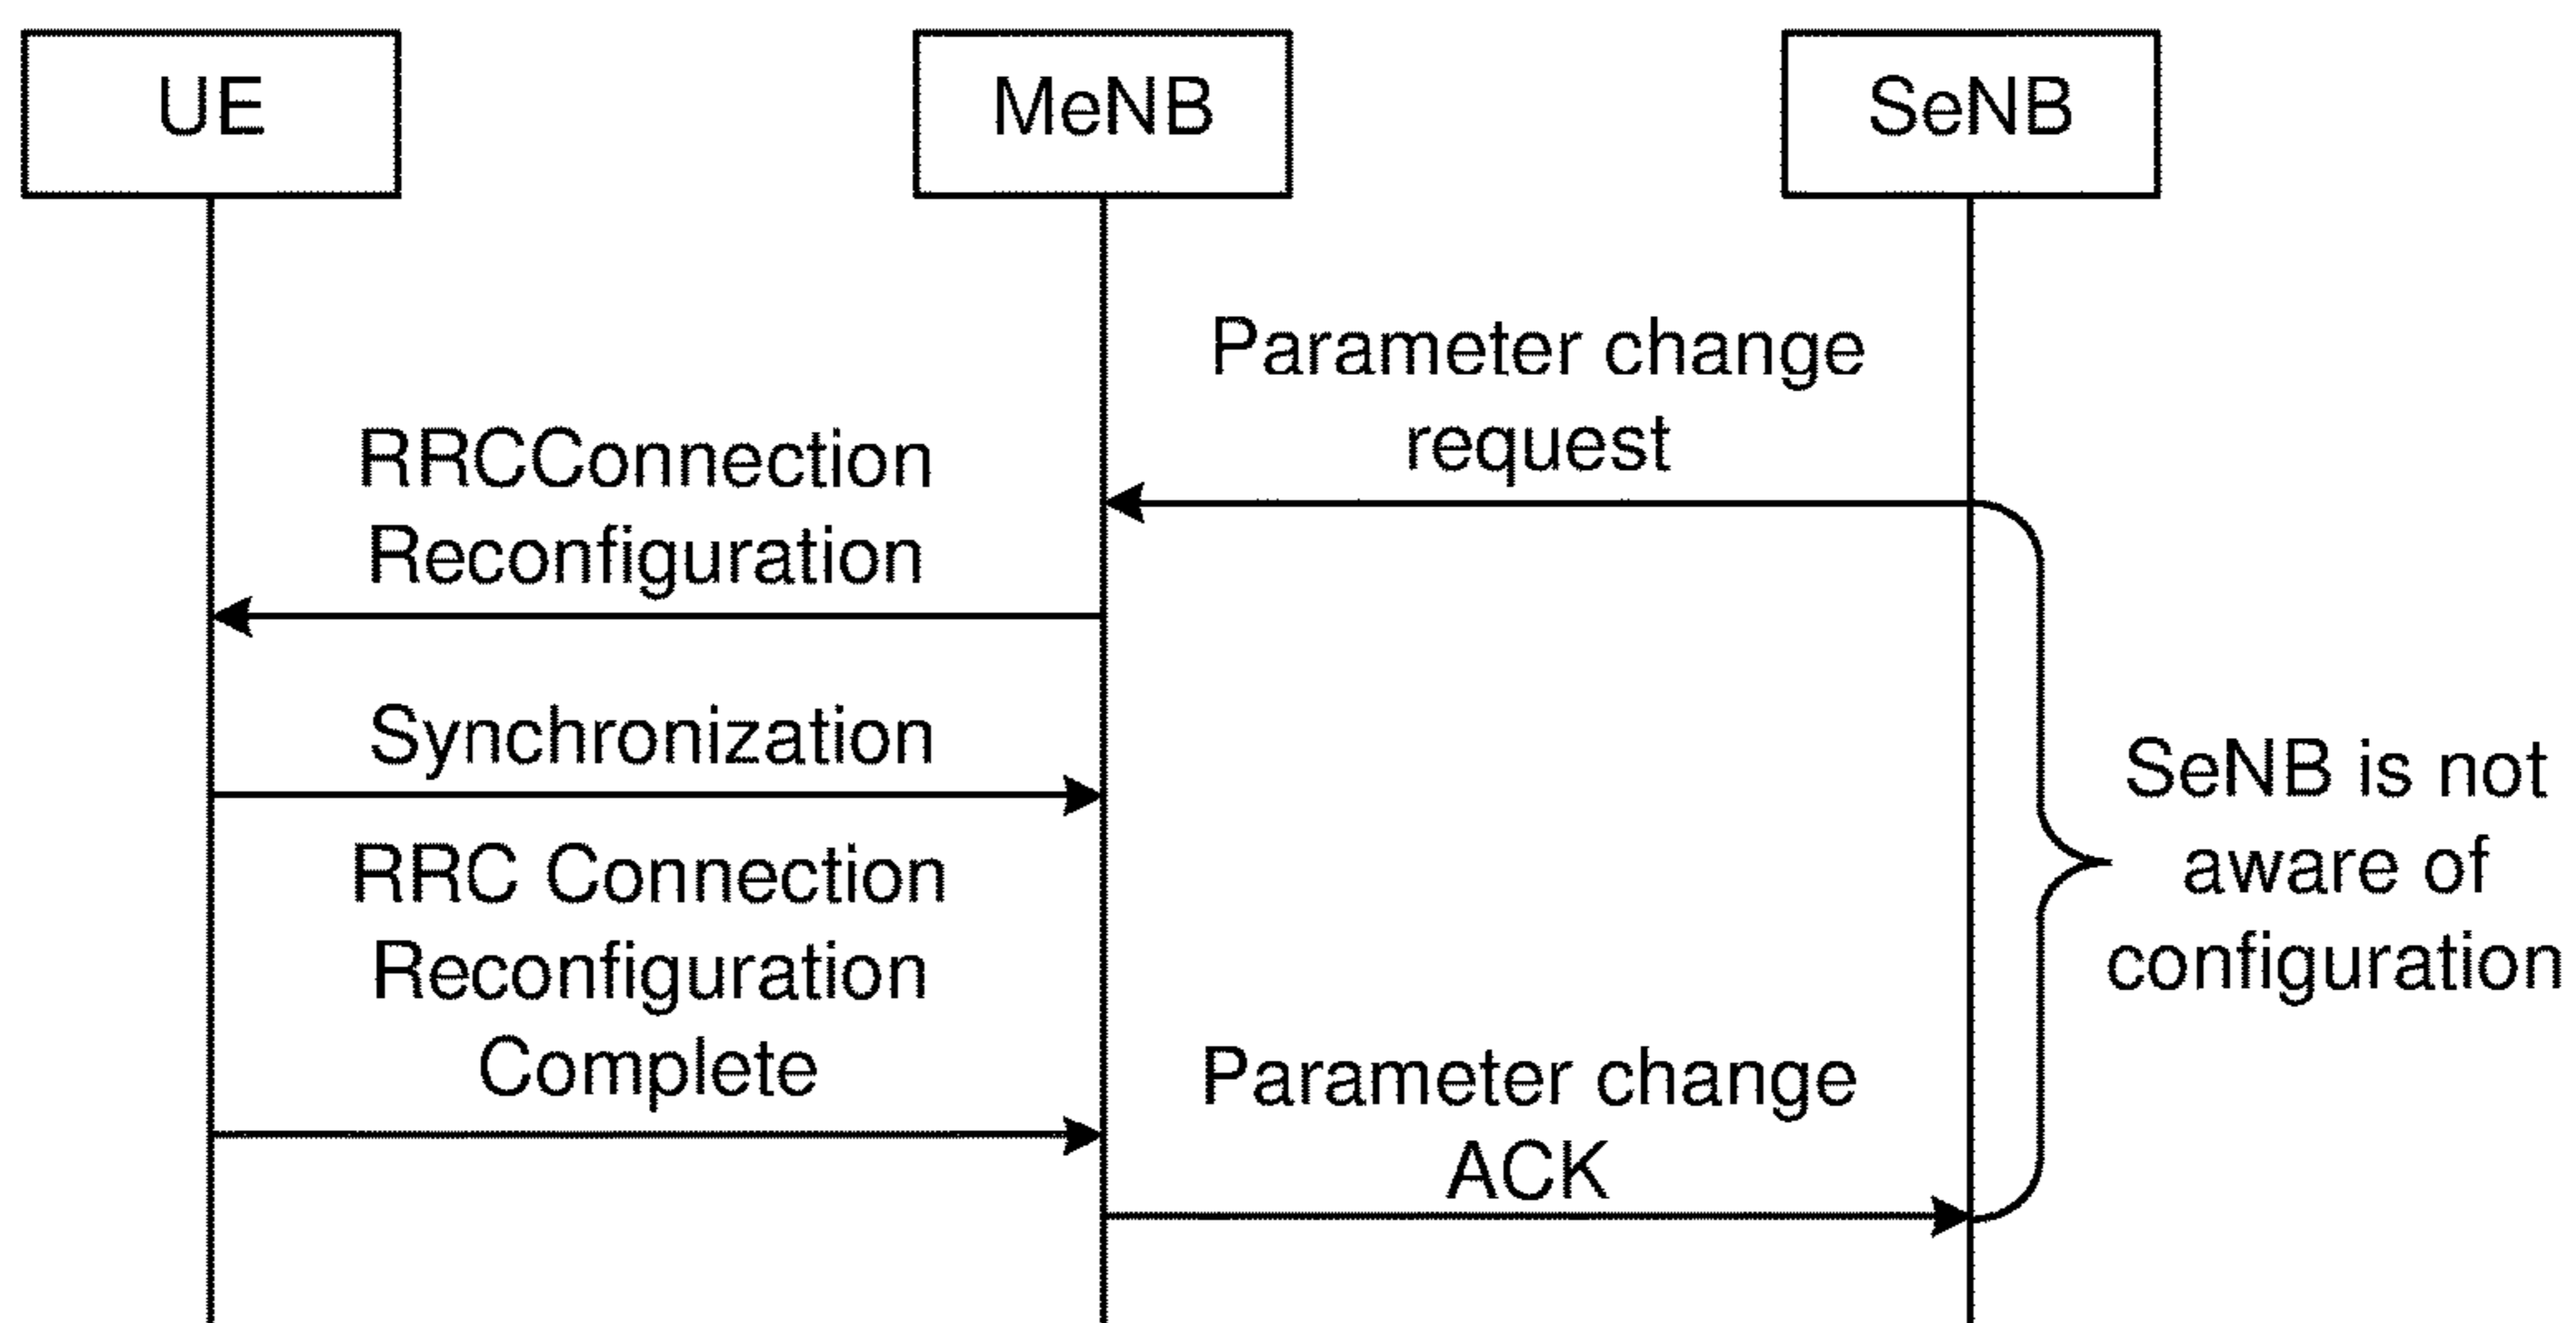 UE
MeNB
SeNB
Parameter change
request
RRCConnection
Reconfiguration
Synchronization
RRC Connection
Reconfiguration
Complete
Parameter change
ACK
SeNB is not
aware of
configuration